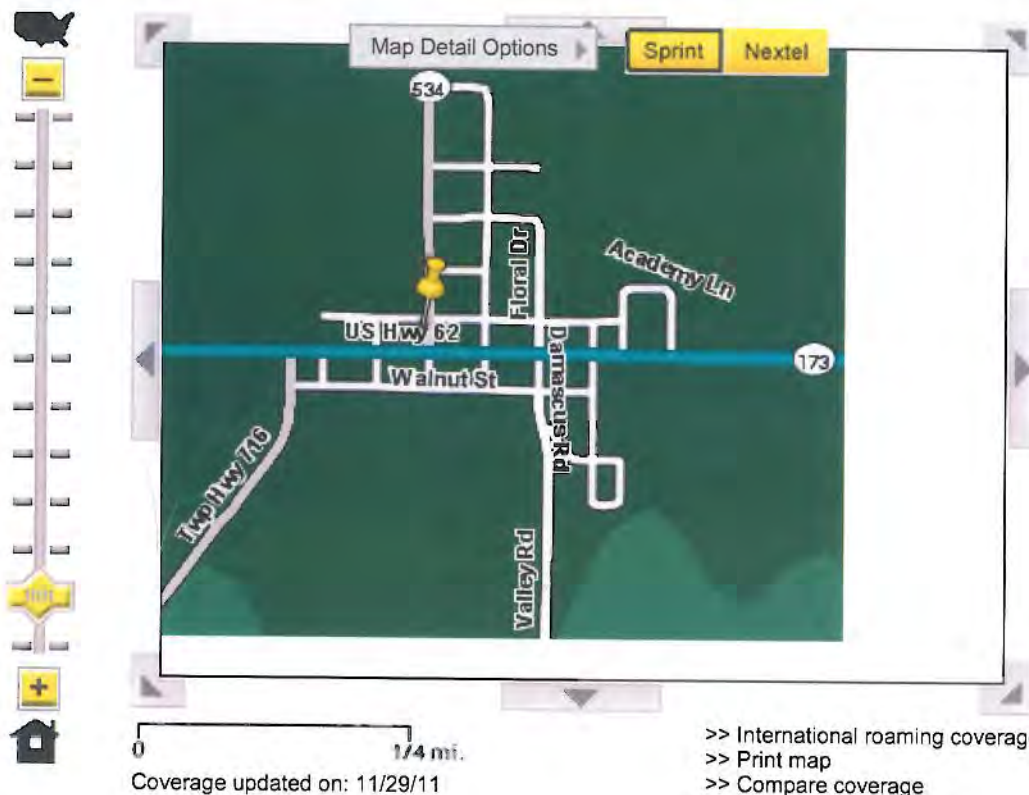 Map Detail Options
Sprint
Nextel
534
Floral Dr
Academy Ln
US Hwy 62
173
Walnut St
Damascus Rd
Twp Hwy 716
Valley Rd
0
1/4 mi.
Coverage updated on: 11/29/11
>> International roaming coverag
>> Print map
>> Compare coverage